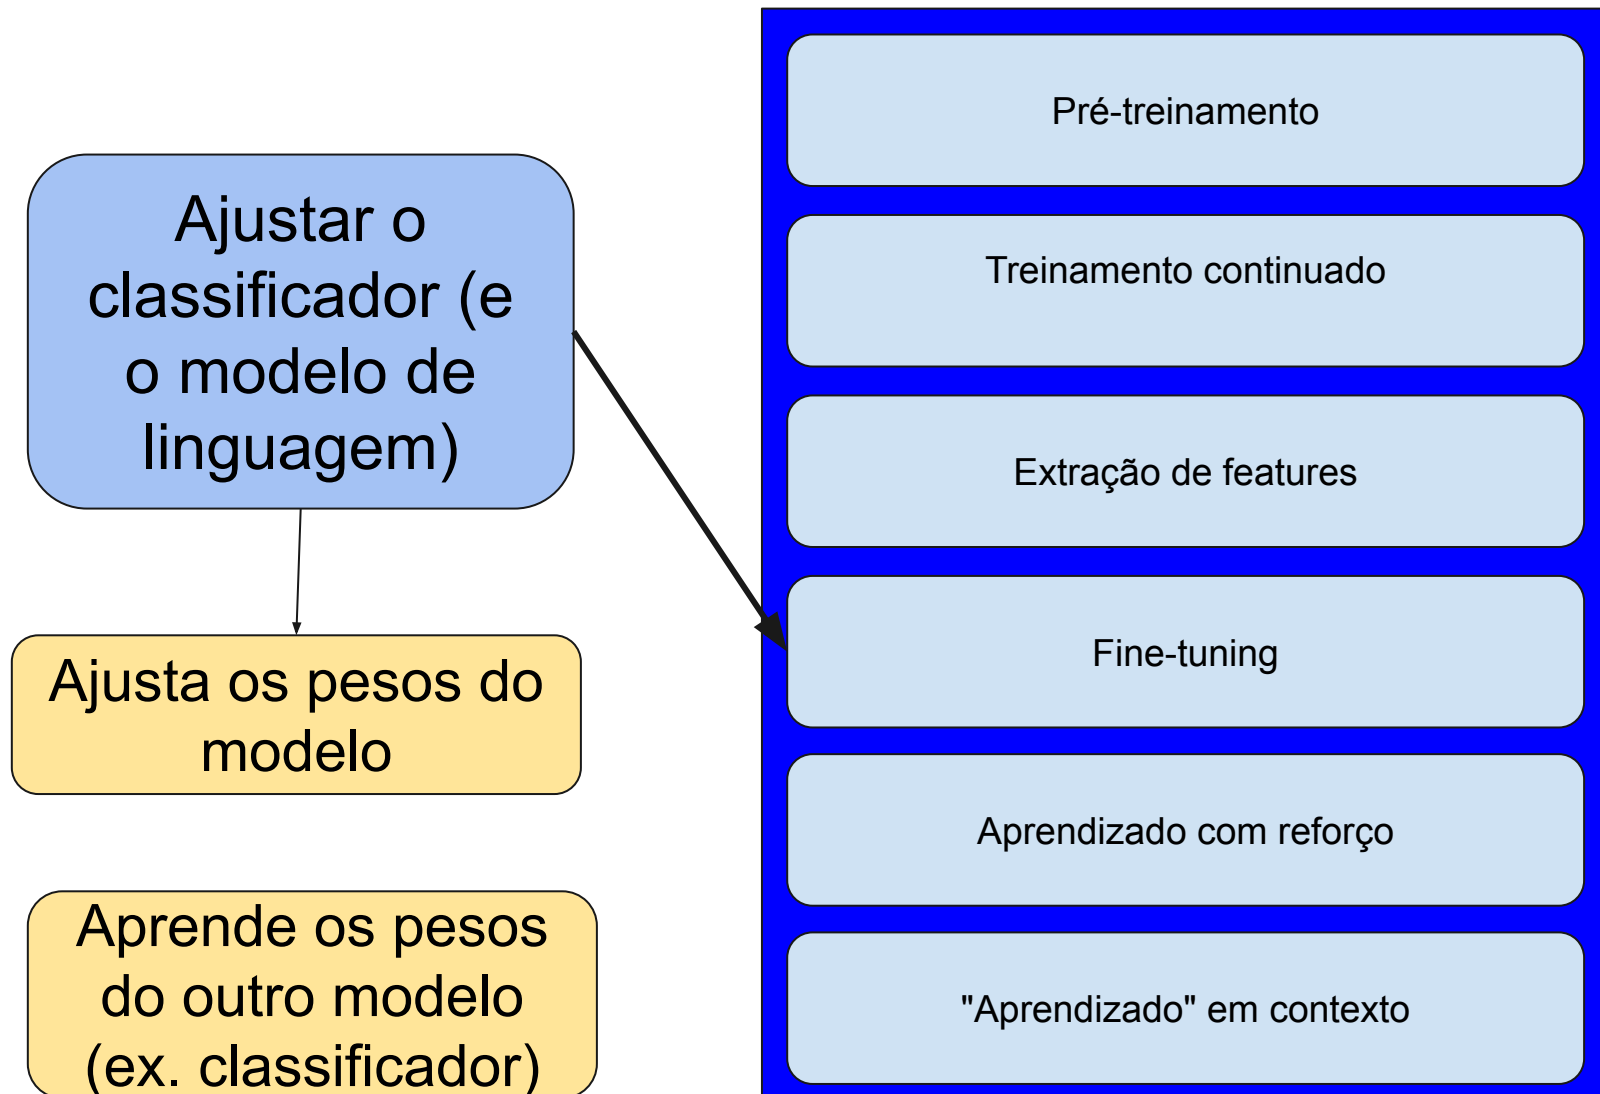 Ajustar o
classificador (e
o modelo de
linguagem)
Ajusta os pesos do
modelo
Aprende os pesos
do outro modelo
(ex. classificador)
Pré-treinamento
Treinamento continuado
Extração de features
Fine-tuning
Aprendizado com reforço
"Aprendizado" em contexto